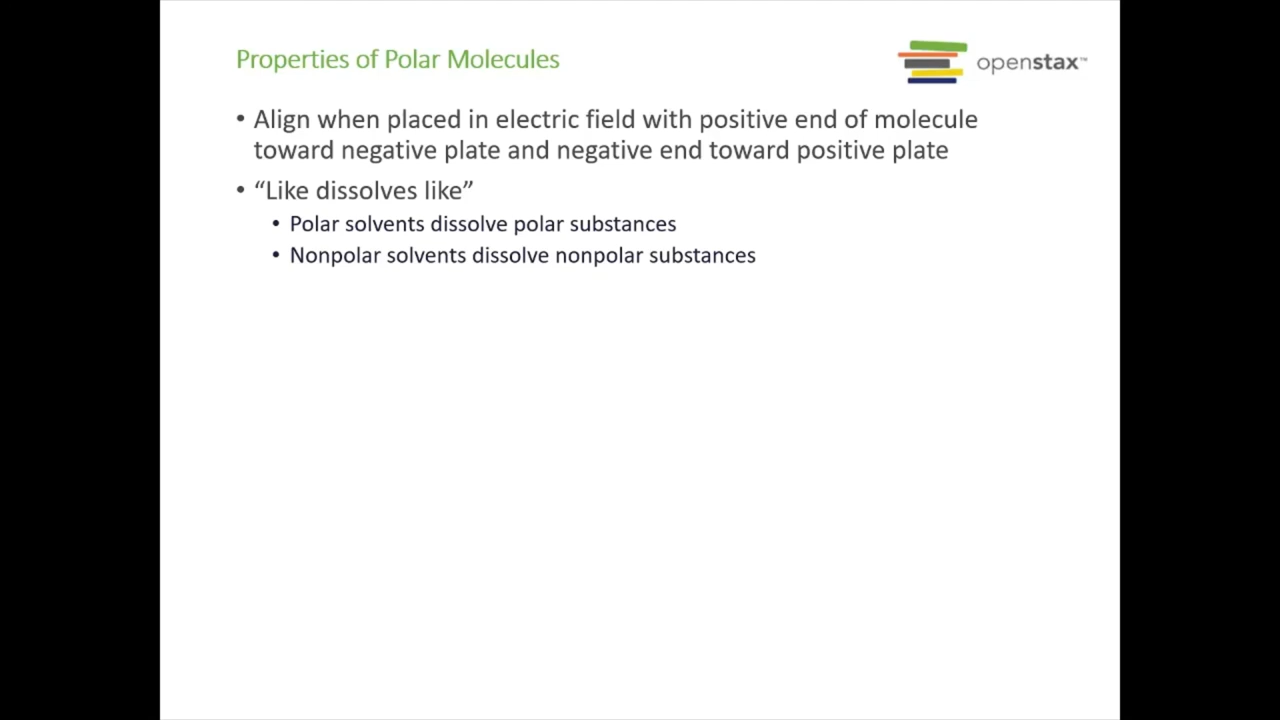 Properties of Polar Molecules
openstax™
• Align when placed in electric field with positive end of molecule
toward negative plate and negative end toward positive plate
• “Like dissolves like”
• Polar solvents dissolve polar substances
• Nonpolar solvents dissolve nonpolar substances